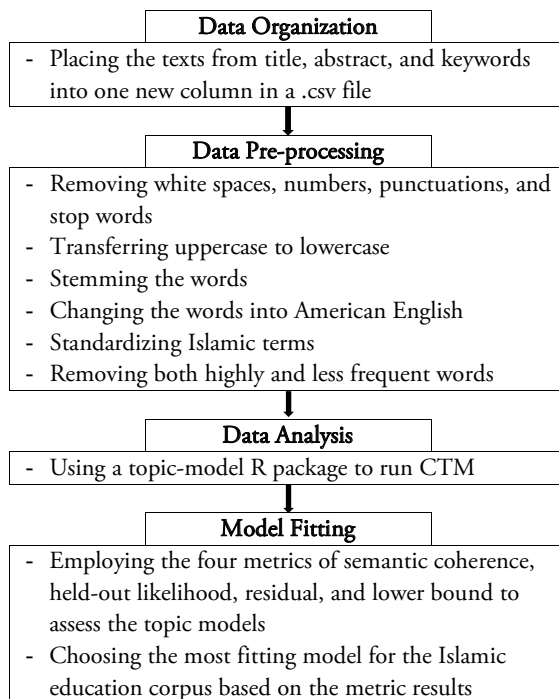 Data Organization
- Placing the texts from title, abstract, and keywords
into one new column in a .csv file
Data Pre-processing
- Removing white spaces, numbers, punctuations, and
stop words
- Transferring uppercase to lowercase
- Stemming the words
- Changing the words into American English
- Standardizing Islamic terms
- Removing both highly and less frequent words
Data Analysis
- Using a topic-model R package to run CTM
Model Fitting
- Employing the four metrics of semantic coherence,
held-out likelihood, residual, and lower bound to
assess the topic models
- Choosing the most fitting model for the Islamic
education corpus based on the metric results